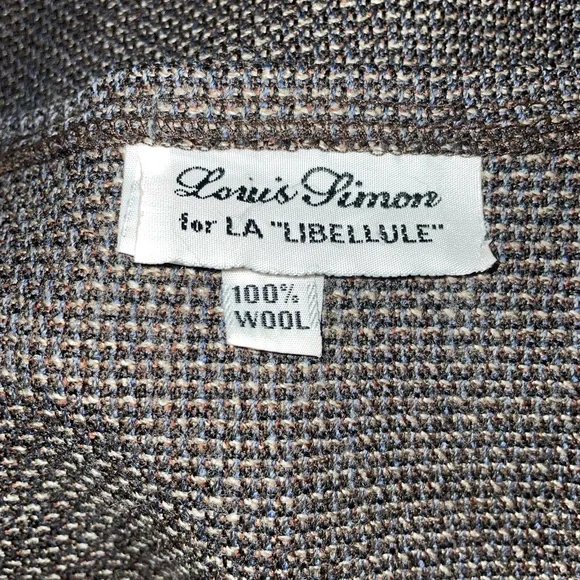 Louis Simon
for LA "LIBELLULE"
100%
WOOL